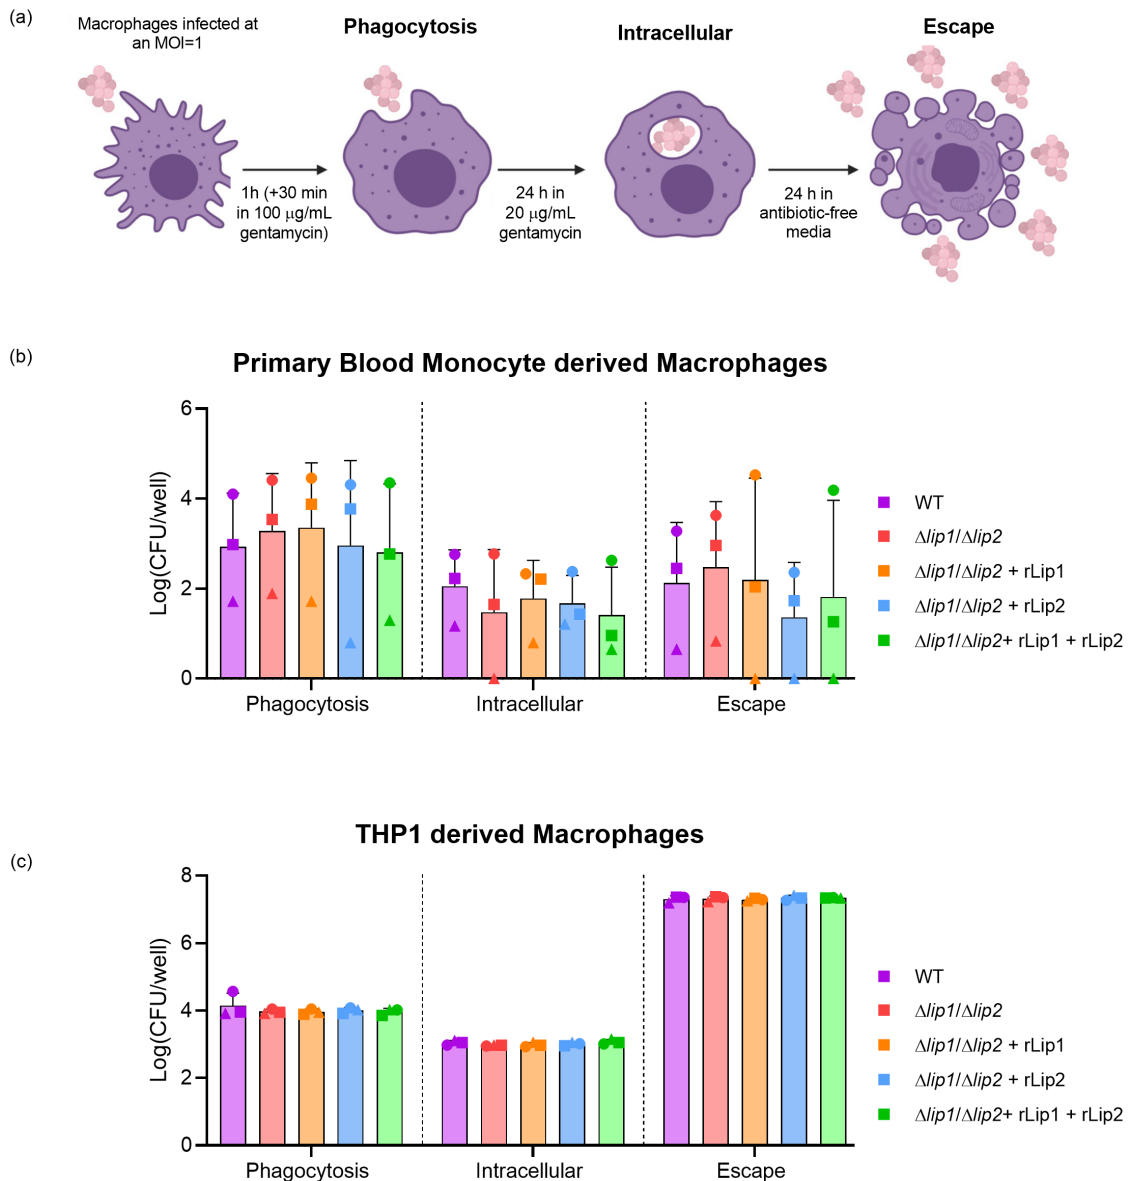 (a)
Macrophages infected at
an MOI=1
Phagocytosis
Intracellular
Escape
1h (+30 min
in 100 μg/mL
gentamycin)
24 h in
20 μg/mL
gentamycin
24 h in
antibiotic-free
media
(b)
Primary Blood Monocyte derived Macrophages
Log(CFU/well)
6
4
2
0
Phagocytosis
Intracellular
Escape
WT
Δlip1/Δlip2
Δlip1/Δlip2 + rLip1
Δlip1/Δlip2 + rLip2
Δlip1/Δlip2+ rLip1 + rLip2
(c)
THP1 derived Macrophages
Log(CFU/well)
8
6
4
2
0
Phagocytosis
Intracellular
Escape
WT
Δlip1/Δlip2
Δlip1/Δlip2 + rLip1
Δlip1/Δlip2 + rLip2
Δlip1/Δlip2+ rLip1 + rLip2